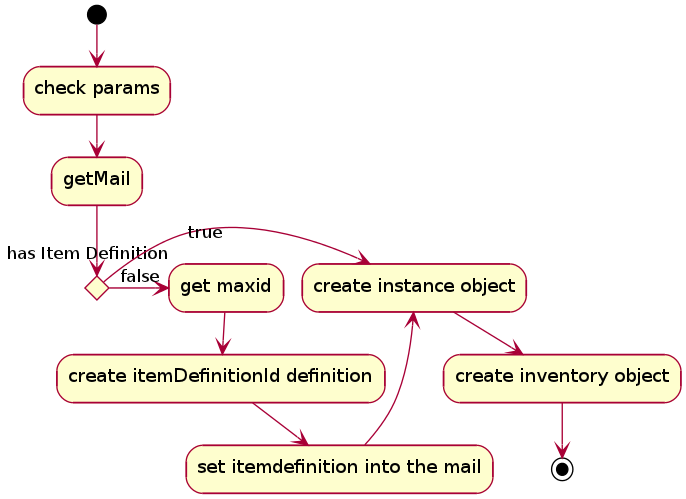 check params
getMail
true
has Item Definition
false
get maxid
create instance object
create itemDefinitionId definition
create inventory object
set itemdefinition into the mail